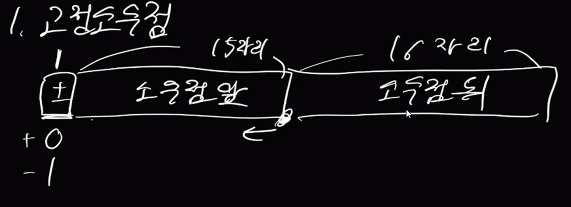 1. 고정소수점
1 15자리 16자리
± 소수점 앞 소수점 뒤
+ 0
- 1